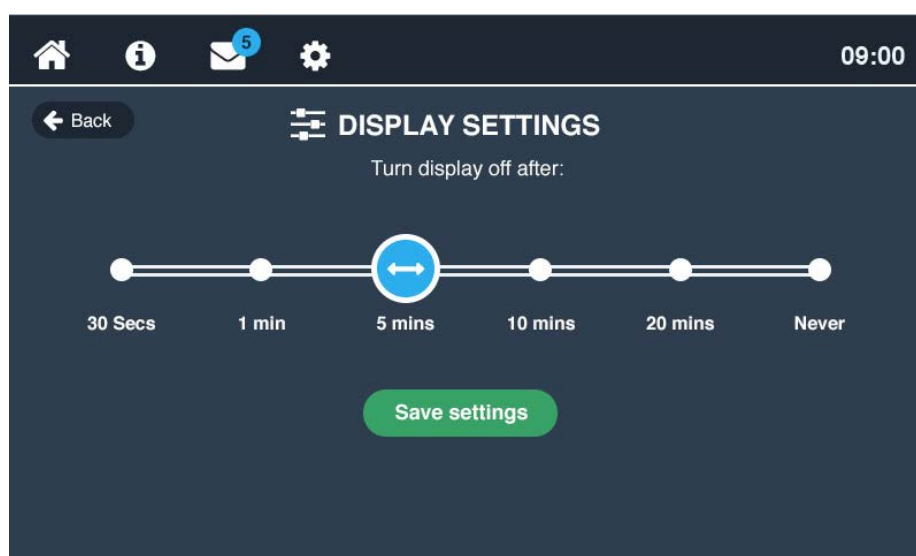 5
09:00
Back
DISPLAY SETTINGS
Turn display off after:
30 Secs 1 min 5 mins 10 mins 20 mins Never
Save settings